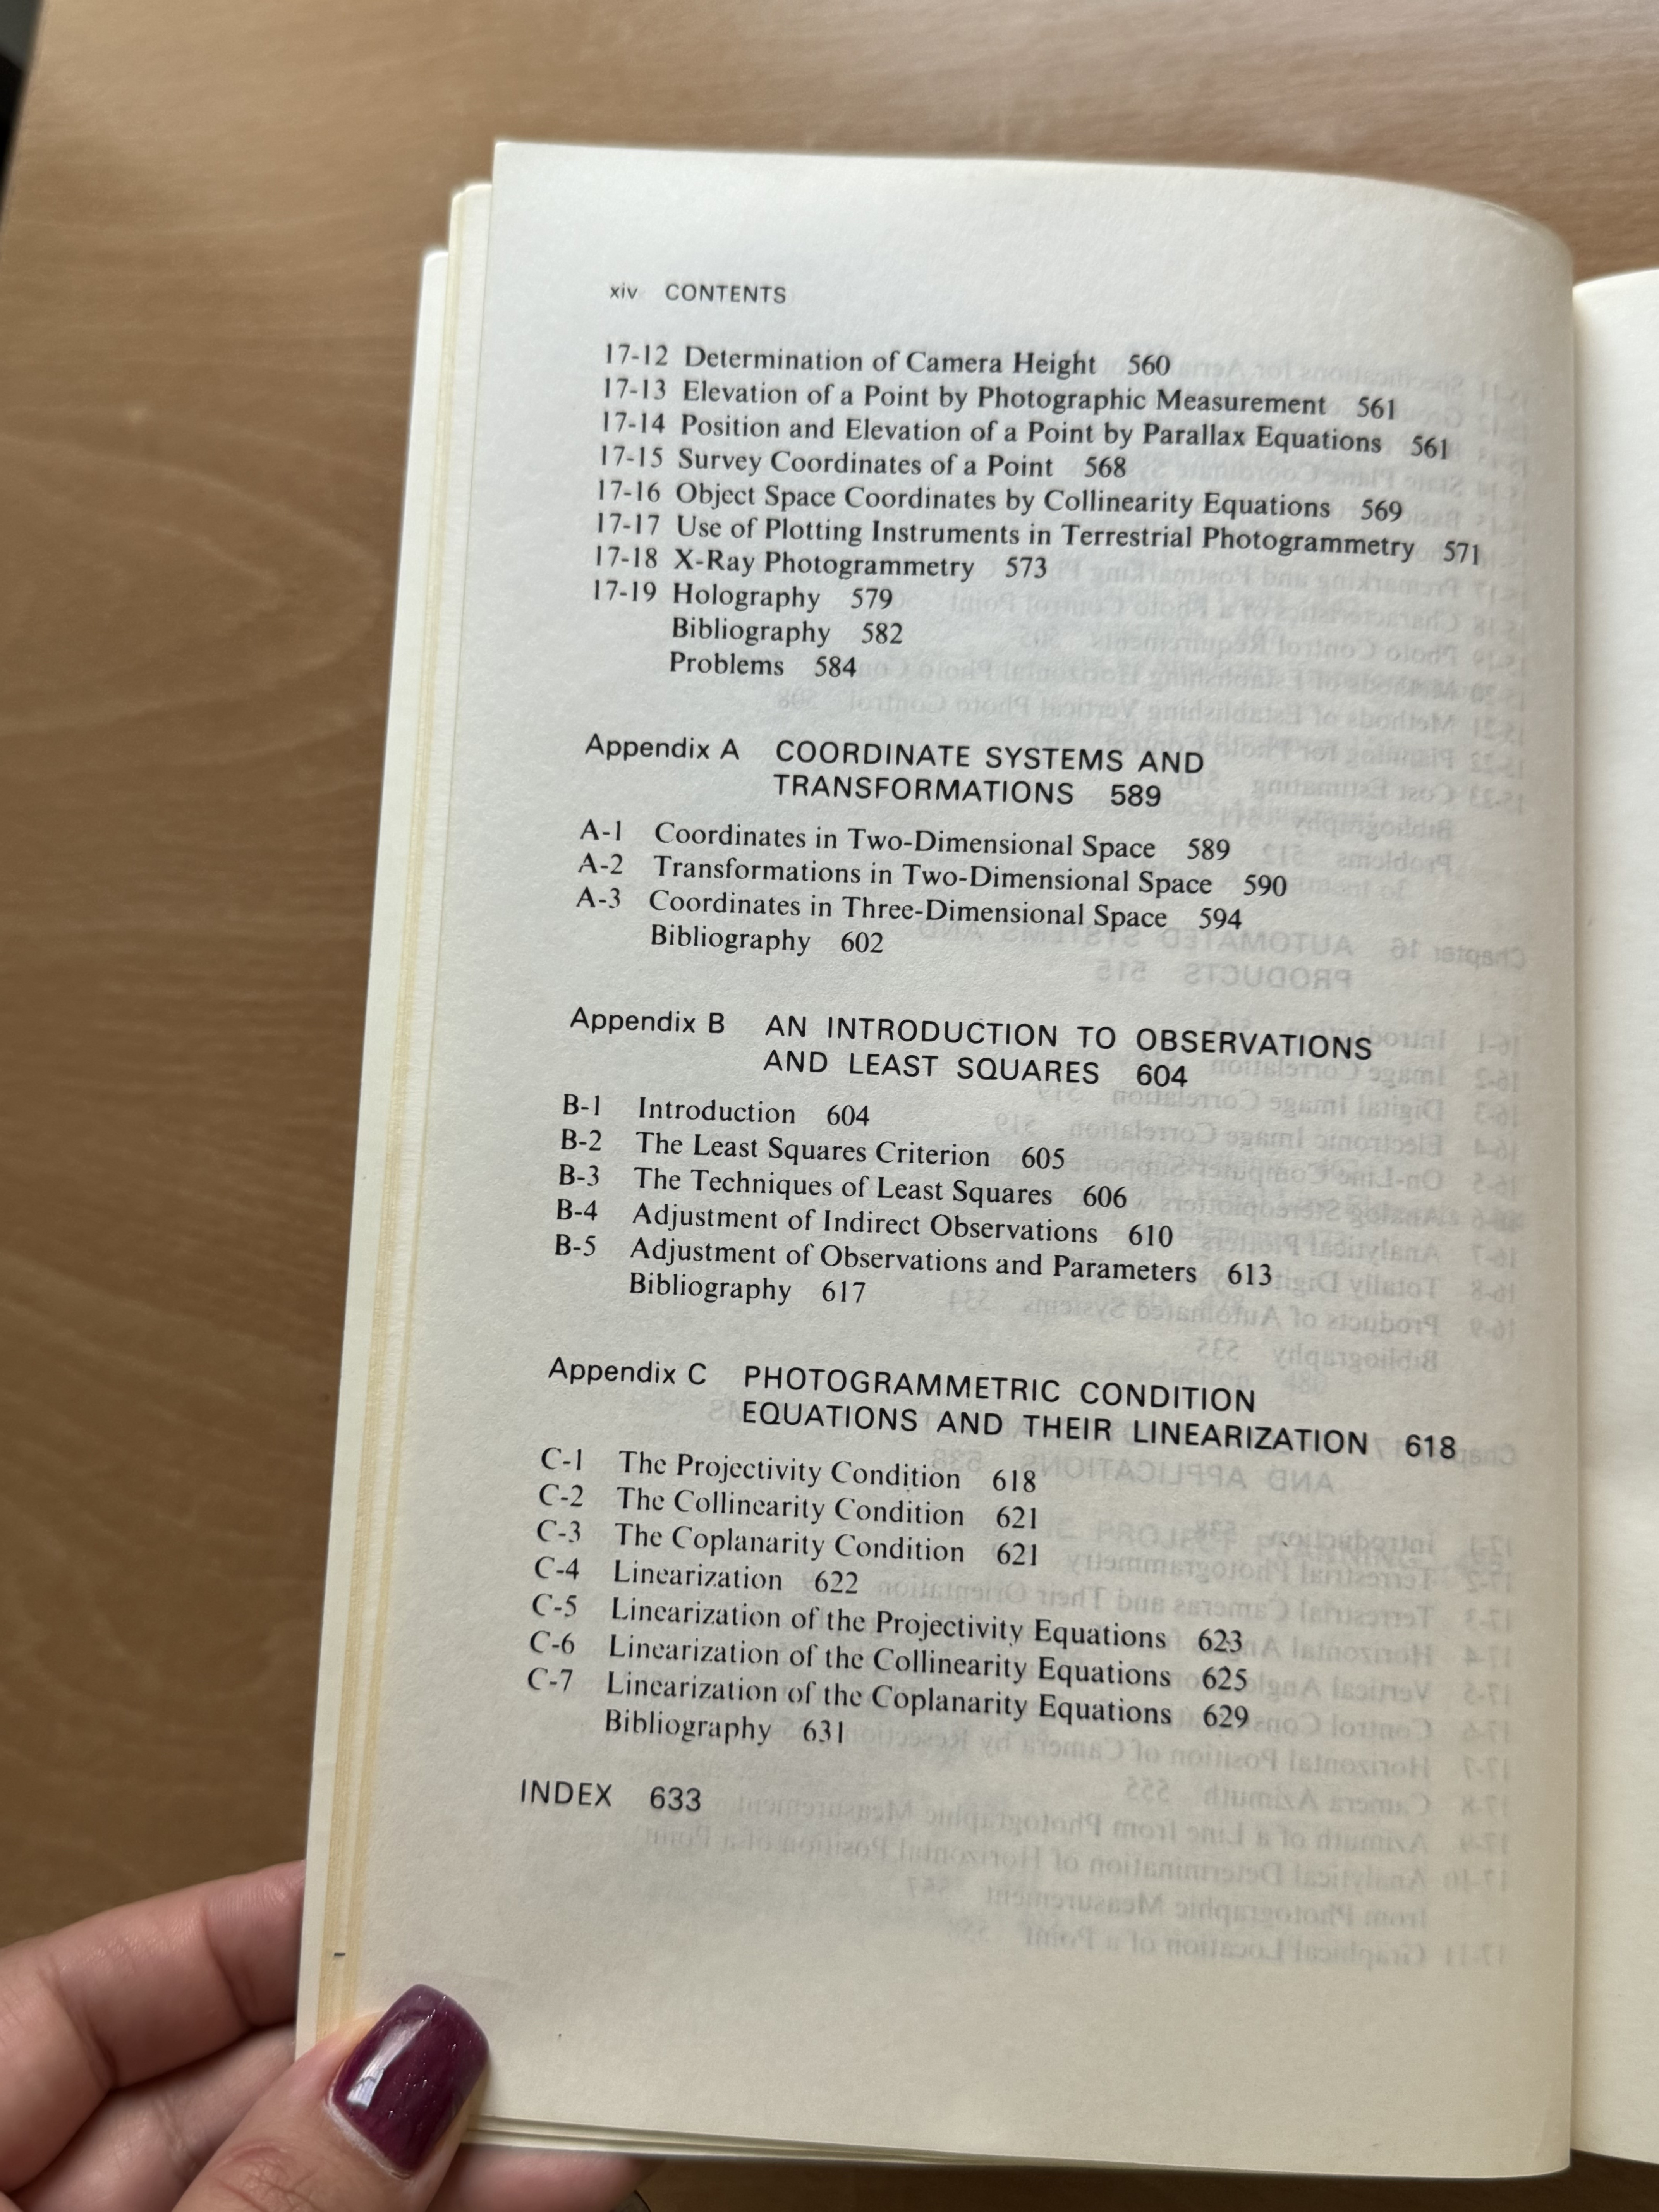 xiv CONTENTS
17-12 Determination of Camera Height 560
17-13 Elevation of a Point by Photographic Measurement 561
17-14 Position and Elevation of a Point by Parallax Equations 561
17-15 Survey Coordinates of a Point 568
17-16 Object Space Coordinates by Collinearity Equations 569
17-17 Use of Plotting Instruments in Terrestrial Photogrammetry 571
17-18 X-Ray Photogrammetry 573
17-19 Holography 579
Bibliography 582
Problems 584
Appendix A COORDINATE SYSTEMS AND
TRANSFORMATIONS 589
A-1 Coordinates in Two-Dimensional Space 589
A-2 Transformations in Two-Dimensional Space 590
A-3 Coordinates in Three-Dimensional Space 594
Bibliography 602
Appendix B AN INTRODUCTION TO OBSERVATIONS
AND LEAST SQUARES 604
B-1 Introduction 604
B-2 The Least Squares Criterion 605
B-3 The Techniques of Least Squares 606
B-4 Adjustment of Indirect Observations 610
B-5 Adjustment of Observations and Parameters 613
Bibliography 617
Appendix C PHOTOGRAMMETRIC CONDITION
EQUATIONS AND THEIR LINEARIZATION 618
C-1 The Projectivity Condition 618
C-2 The Collinearity Condition 621
C-3 The Coplanarity Condition 621
C-4 Linearization 622
C-5 Linearization of the Projectivity Equations 623
C-6 Linearization of the Collinearity Equations 625
C-7 Linearization of the Coplanarity Equations 629
Bibliography 631
INDEX 633